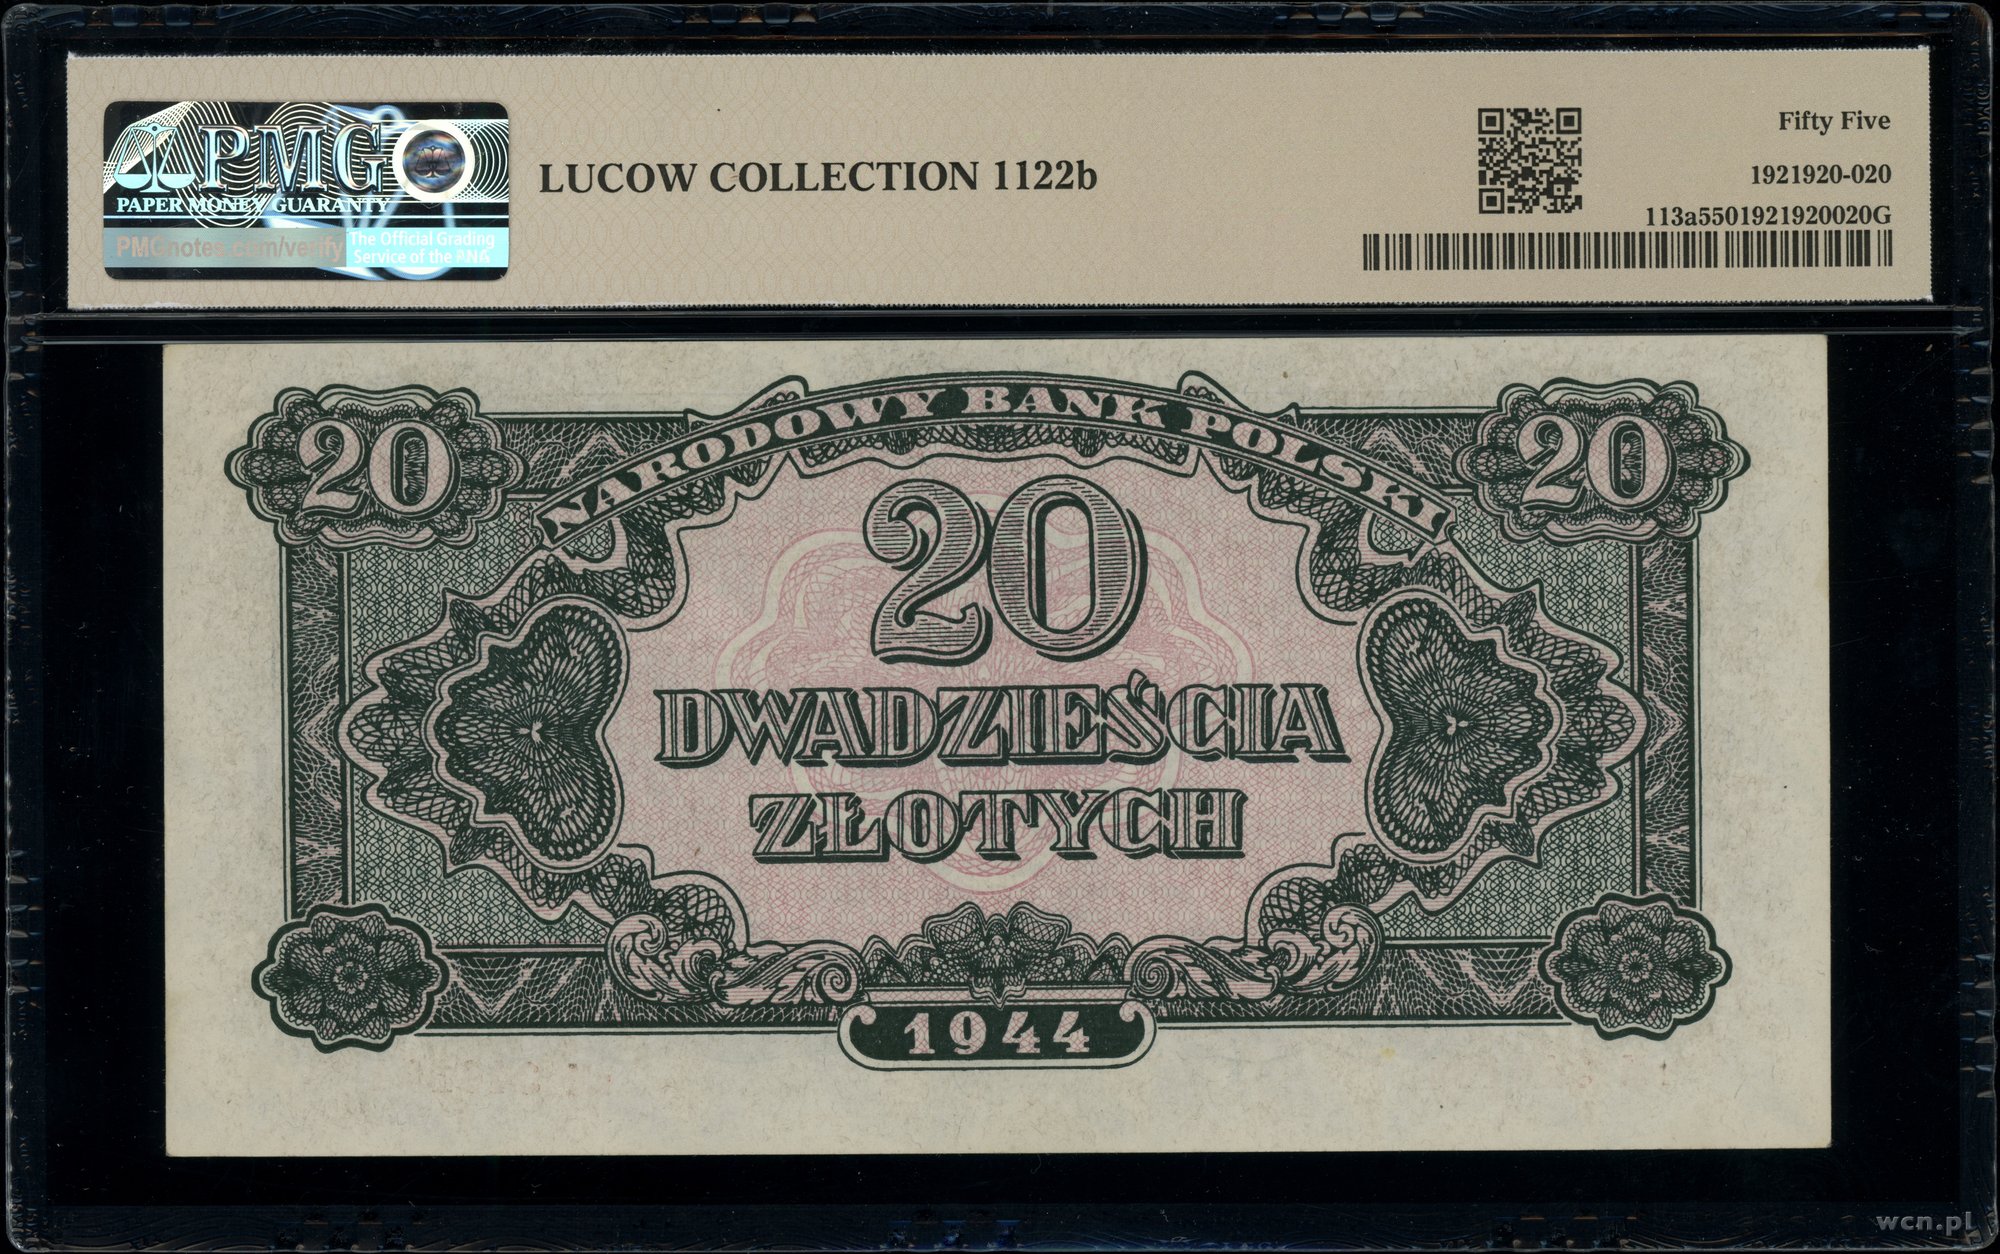 PMG
PAPER MONEY GUARANTY
PMGnotes.com/verify
The Official Grading
Service of the PNG
LUCOW COLLECTION 1122b
Fifty Five
1921920-020
113a5501921920020G
20
NARODOWY BANK POLSKI
20
20
DWADZIEŚCIA
ZŁOTYCH
1944
wcn.pl